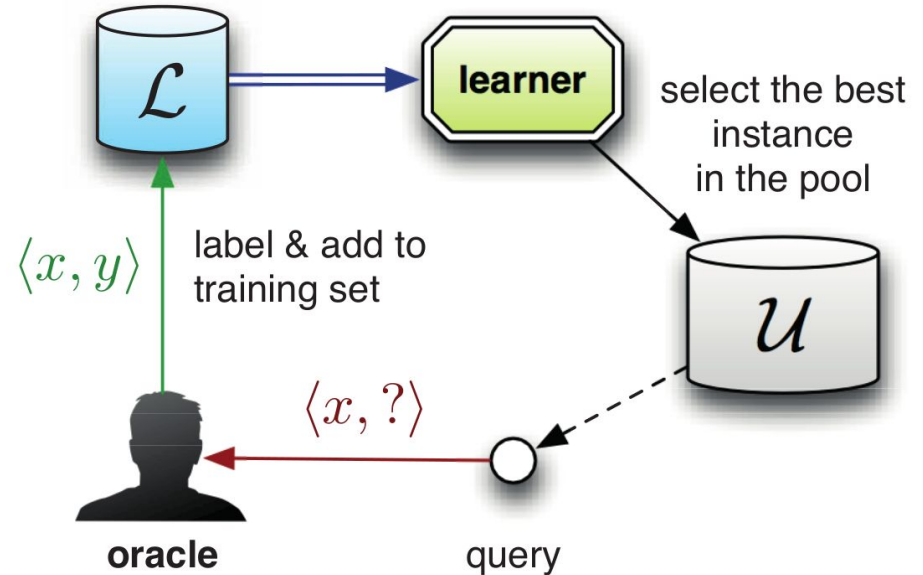 ℒ
learner
select the best
instance
in the pool
⟨x, y⟩
label & add to
training set
𝒰
⟨x, ?⟩
oracle
query